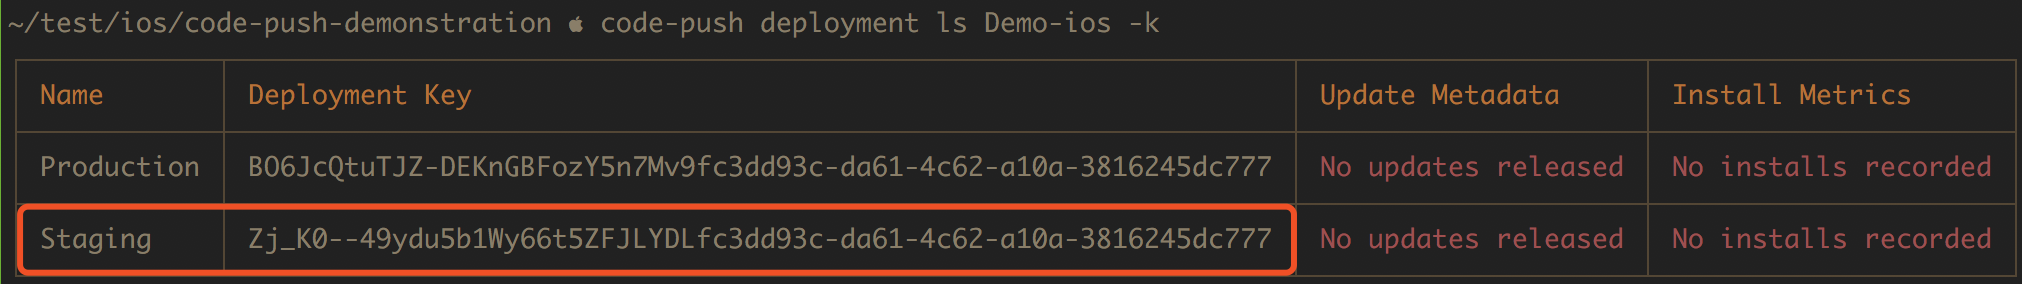 ~/test/ios/code-push-demonstration  code-push deployment ls Demo-ios -k
Name Deployment Key Update Metadata Install Metrics
Production BO6JcQtuTJZ-DEKnGBFozY5n7Mv9fc3dd93c-da61-4c62-a10a-3816245dc777 No updates released No installs recorded
Staging Zj_K0--49ydu5b1Wy66t5ZFJLYDLfc3dd93c-da61-4c62-a10a-3816245dc777 No updates released No installs recorded